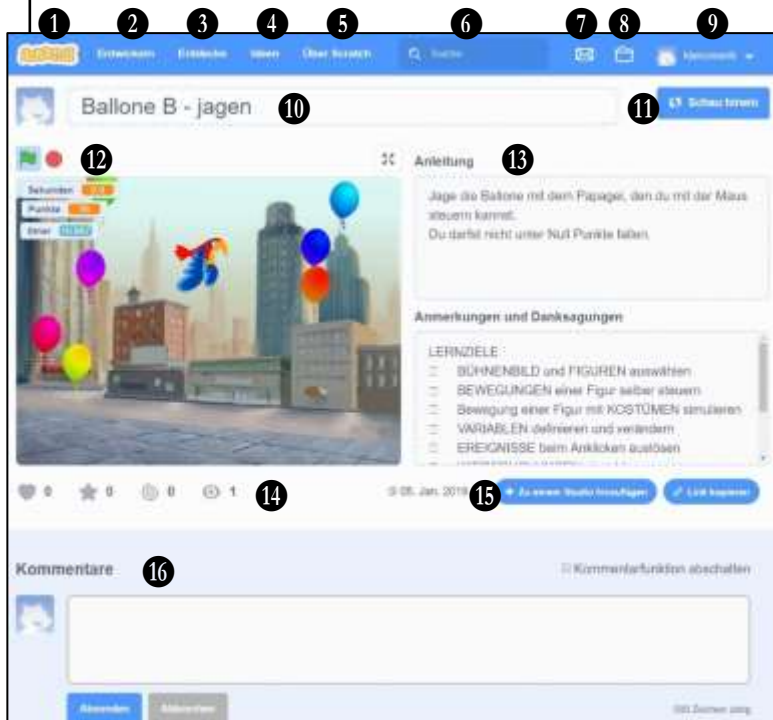 1 2 3 4 5 6 7 8 9
SCRATCH Entwickeln Entdecke Ideen Über Scratch Suche
Ballone B - jagen 10 11 Schau hinein
12 Anleitung 13
Sekunden
Punkte
Jage die Ballone mit dem Papagei, den du mit der Maus
steuern kannst.
Du darfst nicht unter Null Punkte fallen.
Anmerkungen und Danksagungen
LERNZIELE
BÜHNENBILD und FIGUREN auswählen
BEWEGUNGEN einer Figur selber steuern
Bewegung einer Figur mit KOSTÜMEN simulieren
VARIABLEN definieren und verändern
EREIGNISSE beim Anklicken auslösen
0 0 0 1 14 © 05. Jan. 2019 15 + Zu einem Studio hinzufügen Link kopieren
Kommentare 16 Kommentarfunktion abschalten
Absenden Abbrechen 500 Zeichen übrig